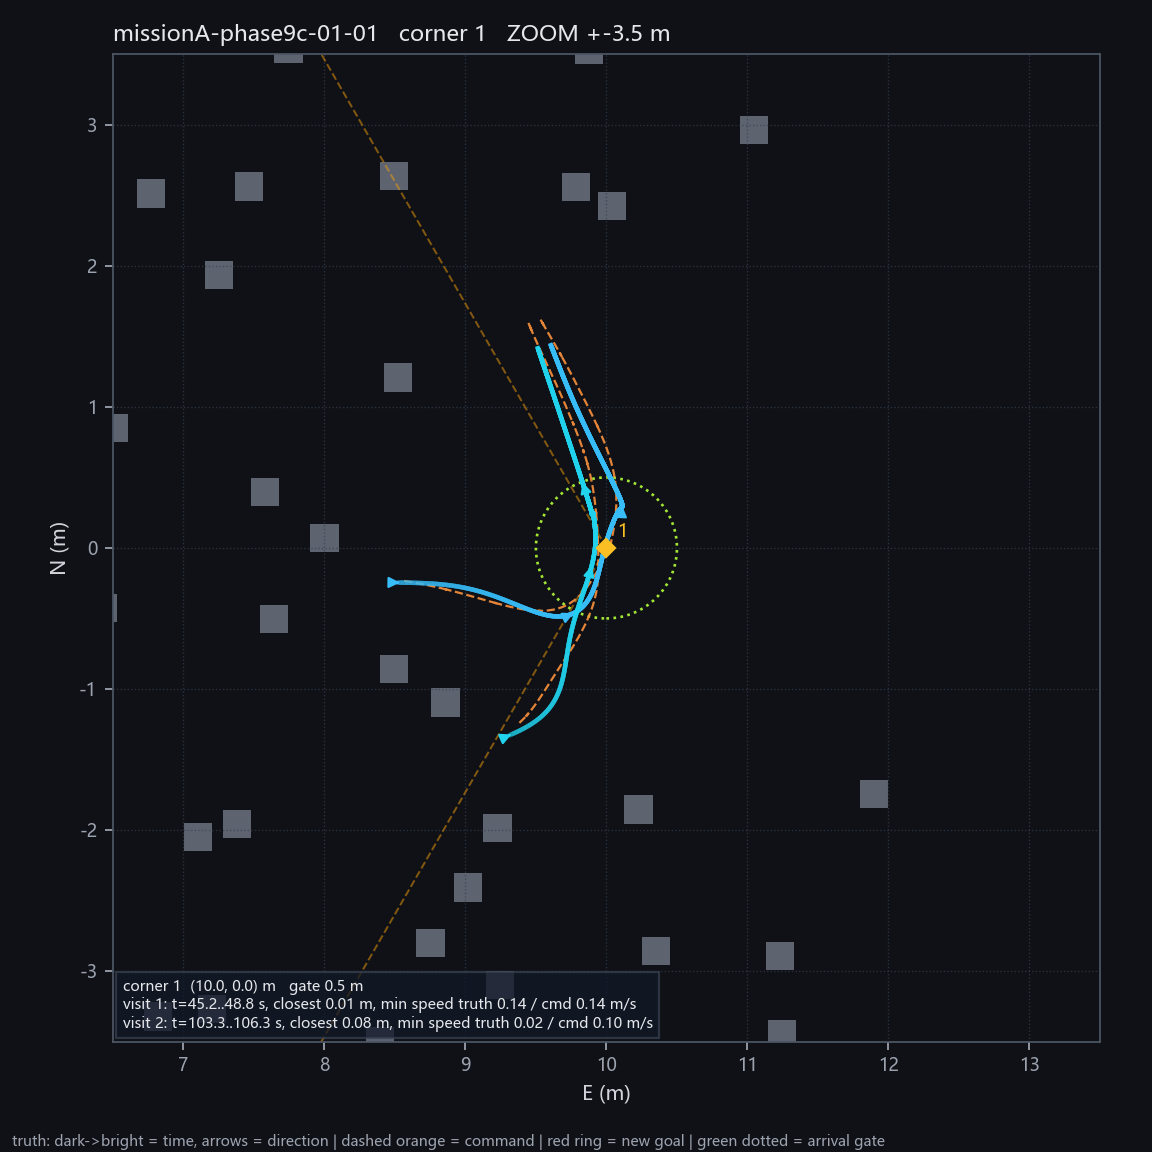 missionA-phase9c-01-01   corner 1   ZOOM +-3.5 m
3
2
1
0
-1
-2
-3
N (m)
1
corner 1  (10.0, 0.0) m   gate 0.5 m
visit 1: t=45.2..48.8 s, closest 0.01 m, min speed truth 0.14 / cmd 0.14 m/s
visit 2: t=103.3..106.3 s, closest 0.08 m, min speed truth 0.02 / cmd 0.10 m/s
7
8
9
10
11
12
13
E (m)
truth: dark->bright = time, arrows = direction | dashed orange = command | red ring = new goal | green dotted = arrival gate